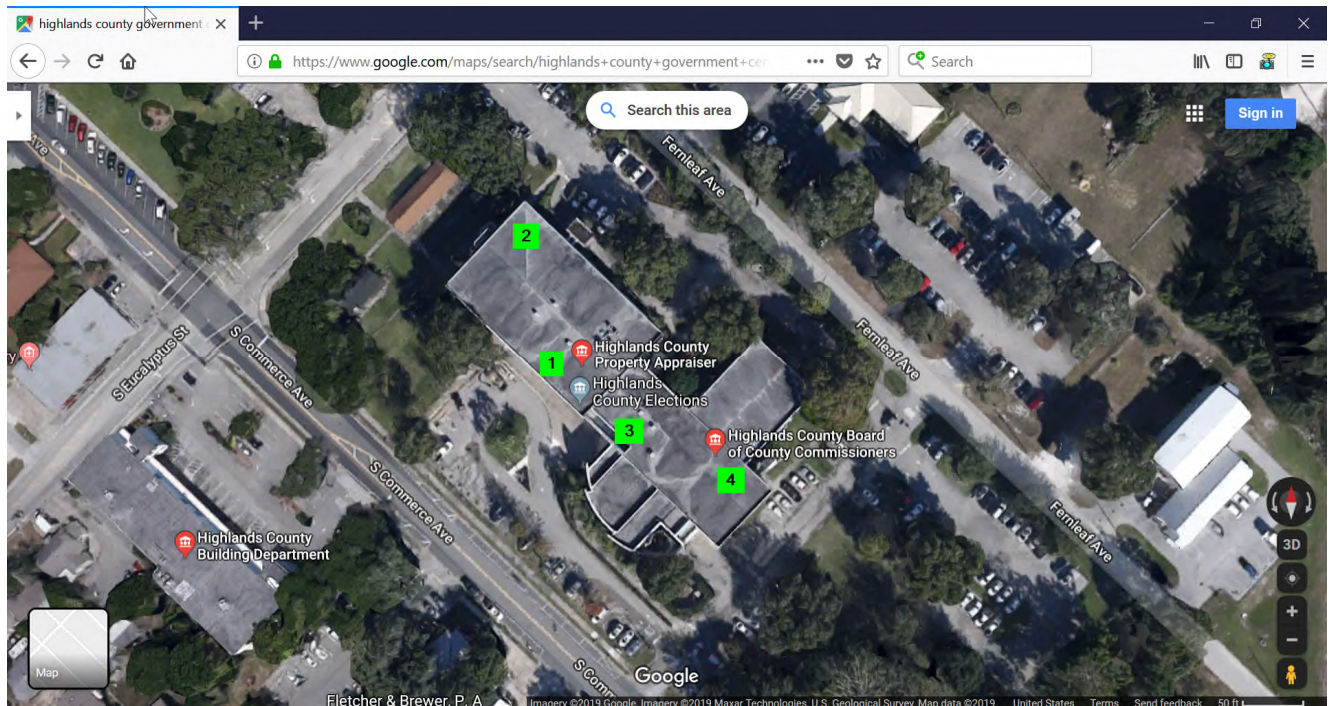 highlands county government
https://www.google.com/maps/search/highlands+county+government+cen
Search
Search this area
Sign in
Ave
Fernleaf Ave
2
S Eucalyptus St
S Commerce Ave
1
Highlands County
Property Appraiser
Highlands
County Elections
Fernleaf Ave
3
Highlands County Board
of County Commissioners
4
S Commerce Ave
Highlands County
Building Department
Fernleaf Ave
3D
Map
S Comm
Google
Fletcher & Brewer, P. A
Imagery ©2019 Google, Imagery ©2019 Maxar Technologies, U.S. Geological Survey, Map data ©2019 United States Terms Send feedback 50 ft